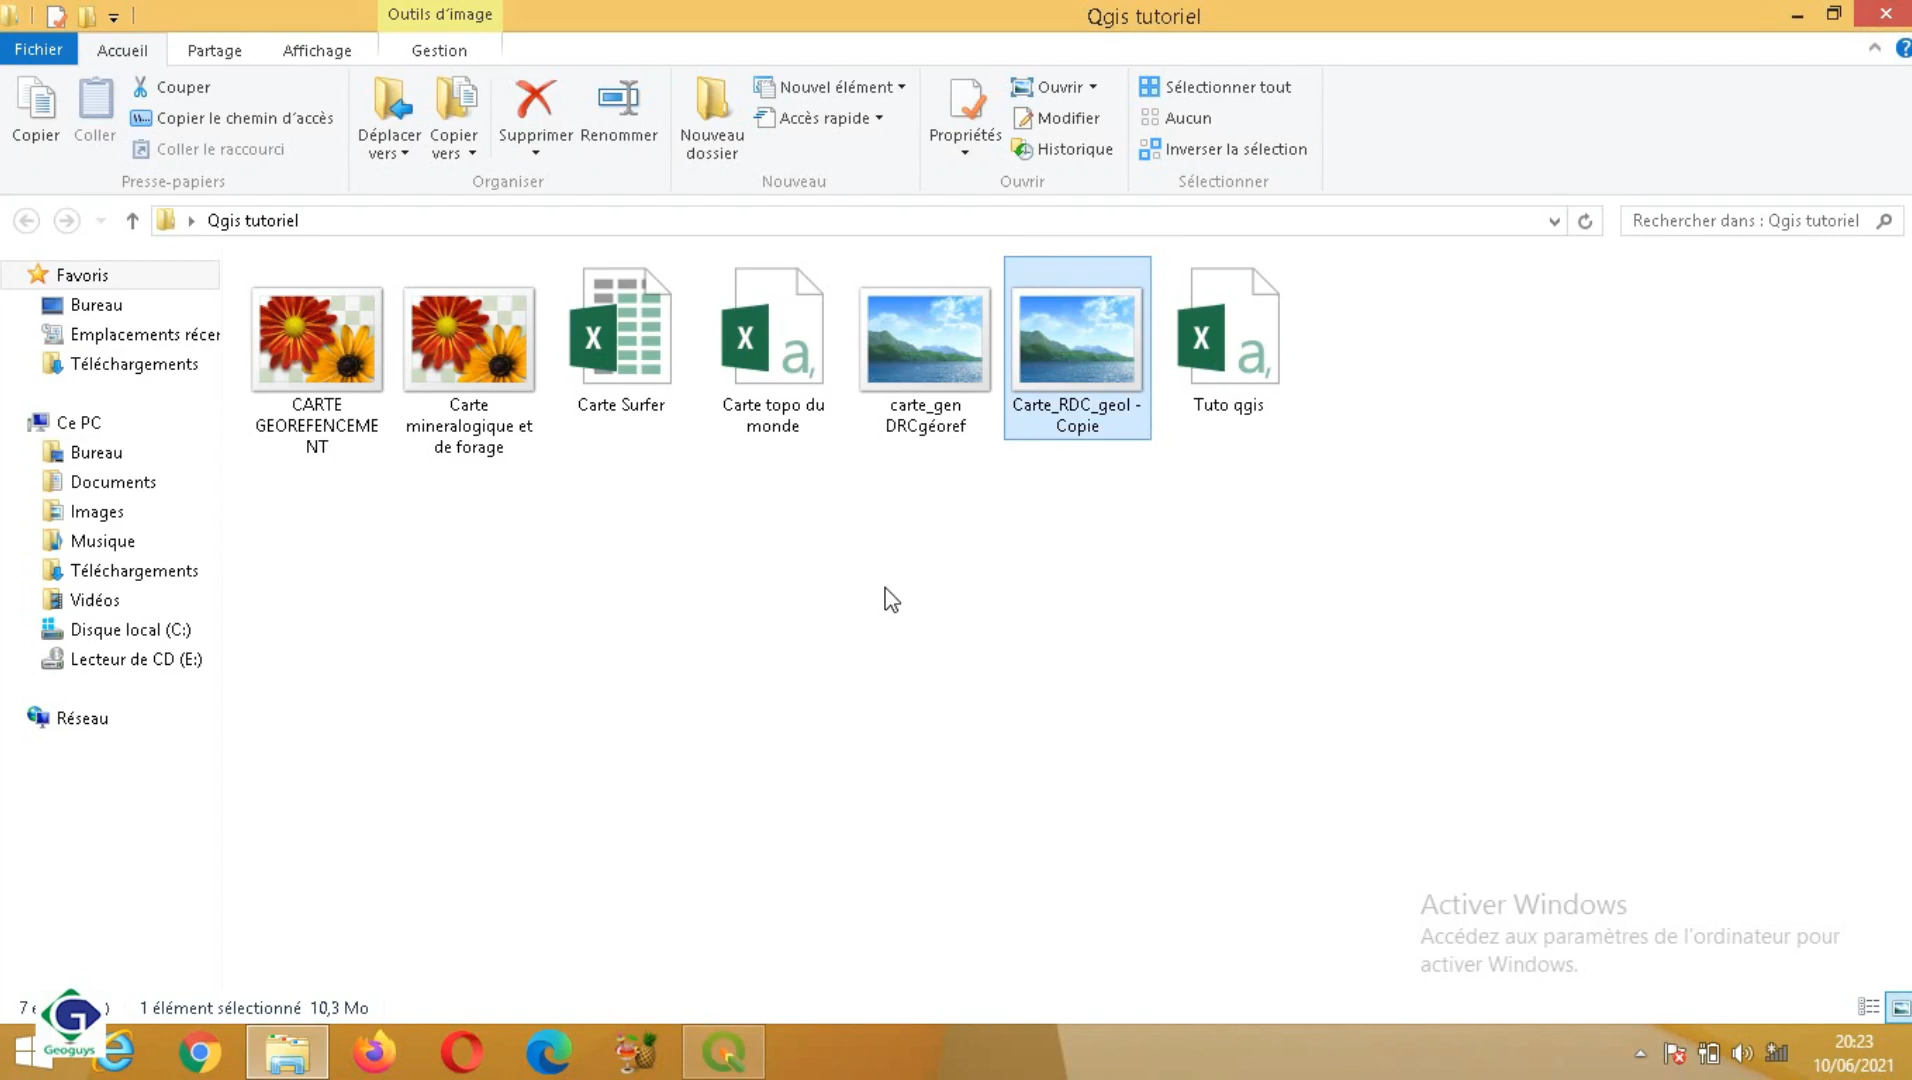 Outils d'image
Qgis tutoriel
Fichier
Accueil
Partage
Affichage
Gestion
Copier
Coller
Couper
Copier le chemin d'accès
Coller le raccourci
Presse-papiers
Déplacer
vers
Copier
vers
Supprimer
Renommer
Organiser
Nouveau
dossier
Nouvel élément
Accès rapide
Nouveau
Propriétés
Ouvrir
Modifier
Historique
Ouvrir
Sélectionner tout
Aucun
Inverser la sélection
Sélectionner
Qgis tutoriel
Rechercher dans : Qgis tutoriel
Favoris
Bureau
Emplacements récer
Téléchargements
Ce PC
Bureau
Documents
Images
Musique
Téléchargements
Vidéos
Disque local (C:)
Lecteur de CD (E:)
Réseau
CARTE
GEOREFENCEME
NT
Carte
mineralogique et
de forage
Carte Surfer
Carte topo du
monde
carte_gen
DRCgéoref
Carte_RDC_geol -
Copie
Tuto qgis
Activer Windows
Accédez aux paramètres de l'ordinateur pour
activer Windows.
7
1 élément sélectionné 10,3 Mo
Geoguys
20:23
10/06/2021